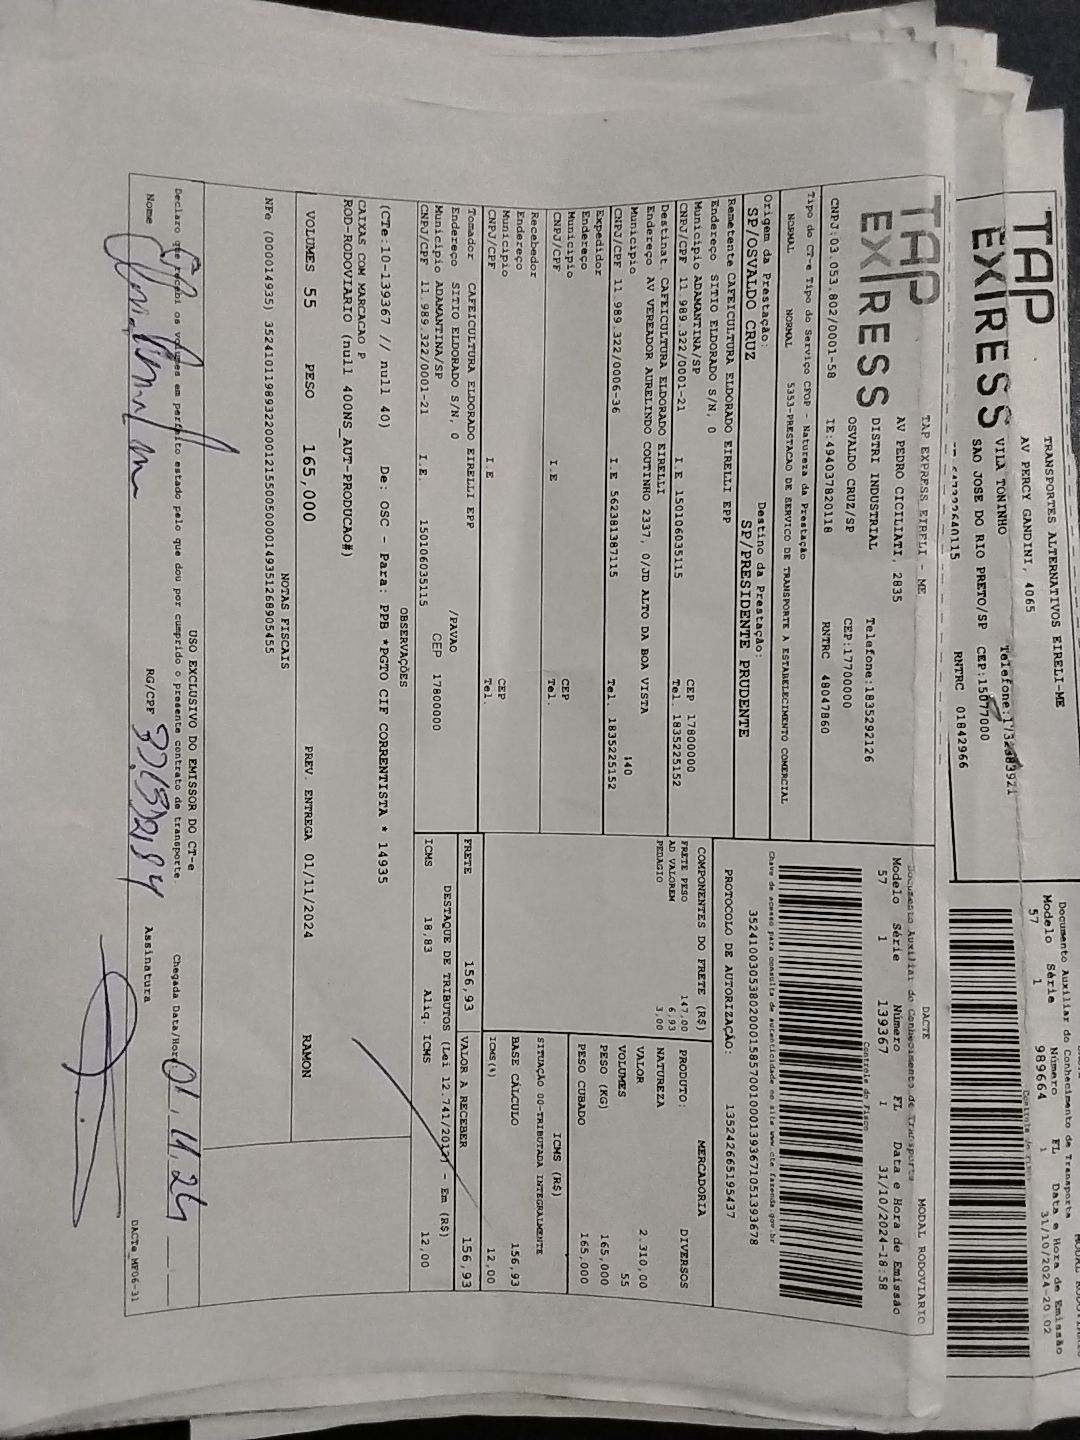 TAP
EXPRESS
TRANSPORTES ALTERNATIVOS EIRELI-ME
AV PERCY GANDINI, 4065
VILA TONINHO
SAO JOSE DO RIO PRETO/SP CEP:15077000
RNTRC 01842966
Documento Auxiliar do Conhecimento de Transporte
Modelo Série Número FL Data e Hora de Emissão
57 1 989664 1 31/10/2024-20:02
Controle do Fisco
TAP
EXPRESS
TAP EXPRESS EIRELI - ME
AV PEDRO CICILIATI, 2835
DISTRI INDUSTRIAL Telefone:1835292126
OSVALDO CRUZ/SP CEP:17700000
CNPJ:03.053.802/0001-58 IE:494037820118 RNTRC 48047860
DACTE MODAL RODOVIARIO
Documento Auxiliar do Conhecimento de Transporte
Modelo Série Número FL Data e Hora de Emissão
57 1 139367 1 31/10/2024-18:58
Controle do Fisco
Tipo do CT-e Tipo do Serviço CFOP - Natureza da Prestação
NORMAL NORMAL 5353-PRESTACAO DE SERVICO DE TRANSPORTE A ESTABELECIMENTO COMERCIAL
Chave de acesso para consulta de autenticidade no site www.cte.fazenda.gov.br
35241003053802000158570010001393671051393678
PROTOCOLO DE AUTORIZAÇÃO: 135242665195437
Origem da Prestação: Destino da Prestação:
SP/OSVALDO CRUZ SP/PRESIDENTE PRUDENTE
Remetente CAFEICULTURA ELDORADO EIRELLI EPP
Endereço SITIO ELDORADO S/N, 0
Município ADAMANTINA/SP CEP 17800000
CNPJ/CPF 11.989.322/0001-21 I.E 150106035115 Tel. 1835225152
Destinat. CAFEICULTURA ELDORADO EIRELLI
Endereço AV VEREADOR AURELINDO COUTINHO 2337, 0/JD ALTO DA BOA VISTA
Município 140
CNPJ/CPF 11.989.322/0006-36 I.E 562381387115 Tel. 1835225152
Expedidor
Endereço
Município CEP
CNPJ/CPF I.E Tel.
Recebedor
Endereço
Município CEP
CNPJ/CPF I.E Tel.
Tomador CAFEICULTURA ELDORADO EIRELLI EPP
Endereço SITIO ELDORADO S/N, 0 /PAVAO
Município ADAMANTINA/SP CEP 17800000
CNPJ/CPF 11.989.322/0001-21 I.E. 150106035115
COMPONENTES DO FRETE (R$)
FRETE PESO 147,00
AD VALOREM 6,93
PEDAGIO 3,00
MERCADORIA
PRODUTO: DIVERSOS
NATUREZA
VALOR 2.310,00
VOLUMES 55
PESO (KG) 165,000
PESO CUBADO 165,000
ICMS (R$)
SITUAÇÃO 00-TRIBUTADA INTEGRALMENTE
BASE CÁLCULO 156,93
ICMS(%) 12,00
FRETE 156,93 VALOR A RECEBER 156,93
DESTAQUE DE TRIBUTOS (Lei 12.741/2012) - Em (R$)
ICMS 18,83 Aliq. ICMS 12,00
OBSERVAÇÕES
(CTe:10-139367 // null 40) De: OSC - Para: PPB *PGTO CIF CORRENTISTA * 14935
CAIXAS COM MARCACAO P
ROD-RODOVIARIO (null 400NS_AUT-PRODUCAO#)
VOLUMES 55 PESO 165,000 PREV. ENTREGA 01/11/2024 RAMON
NOTAS FISCAIS
NFe (000014935) 35241011989322000121550050000149351268905455
USO EXCLUSIVO DO EMISSOR DO CT-e
Declaro que recebi os volumes em perfeito estado pelo que dou por cumprido o presente contrato de transporte
Nome RG/CPF Assinatura Chegada Data/Hora 01.11.24
DACTe_MF06-31